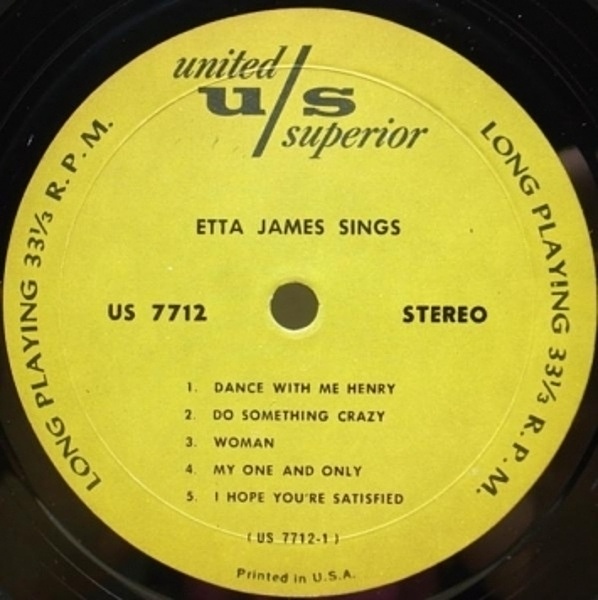 united
u/s
superior
LONG PLAYING 33⅓ R.P.M.
LONG PLAYING 33⅓ R.P.M.
ETTA JAMES SINGS
US 7712
STEREO
1. DANCE WITH ME HENRY
2. DO SOMETHING CRAZY
3. WOMAN
4. MY ONE AND ONLY
5. I HOPE YOU'RE SATISFIED
(US 7712-1)
Printed in U.S.A.